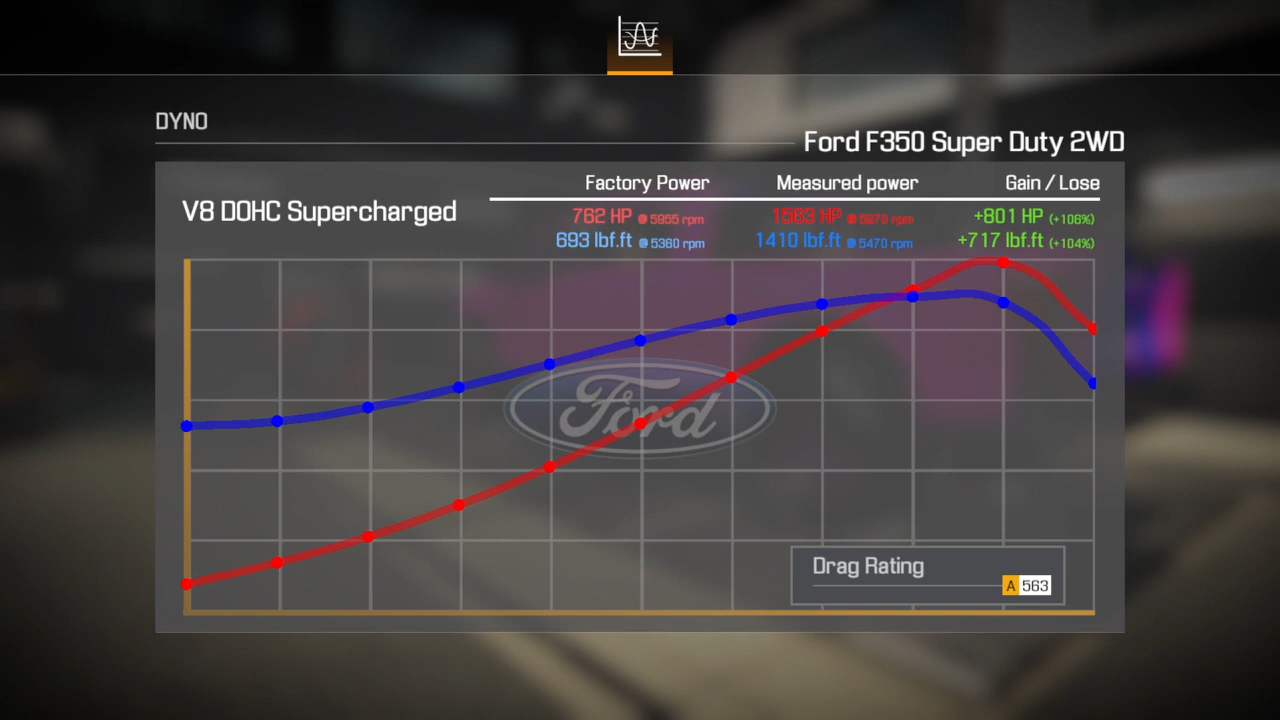 DYNO
Ford F350 Super Duty 2WD
Factory Power Measured power Gain / Lose
V8 DOHC Supercharged
762 HP @ 5955 rpm 1563 HP @ 5970 rpm +801 HP (+106%)
693 lbf.ft @ 5360 rpm 1410 lbf.ft @ 5470 rpm +717 lbf.ft (+104%)
Ford
Drag Rating
A 563